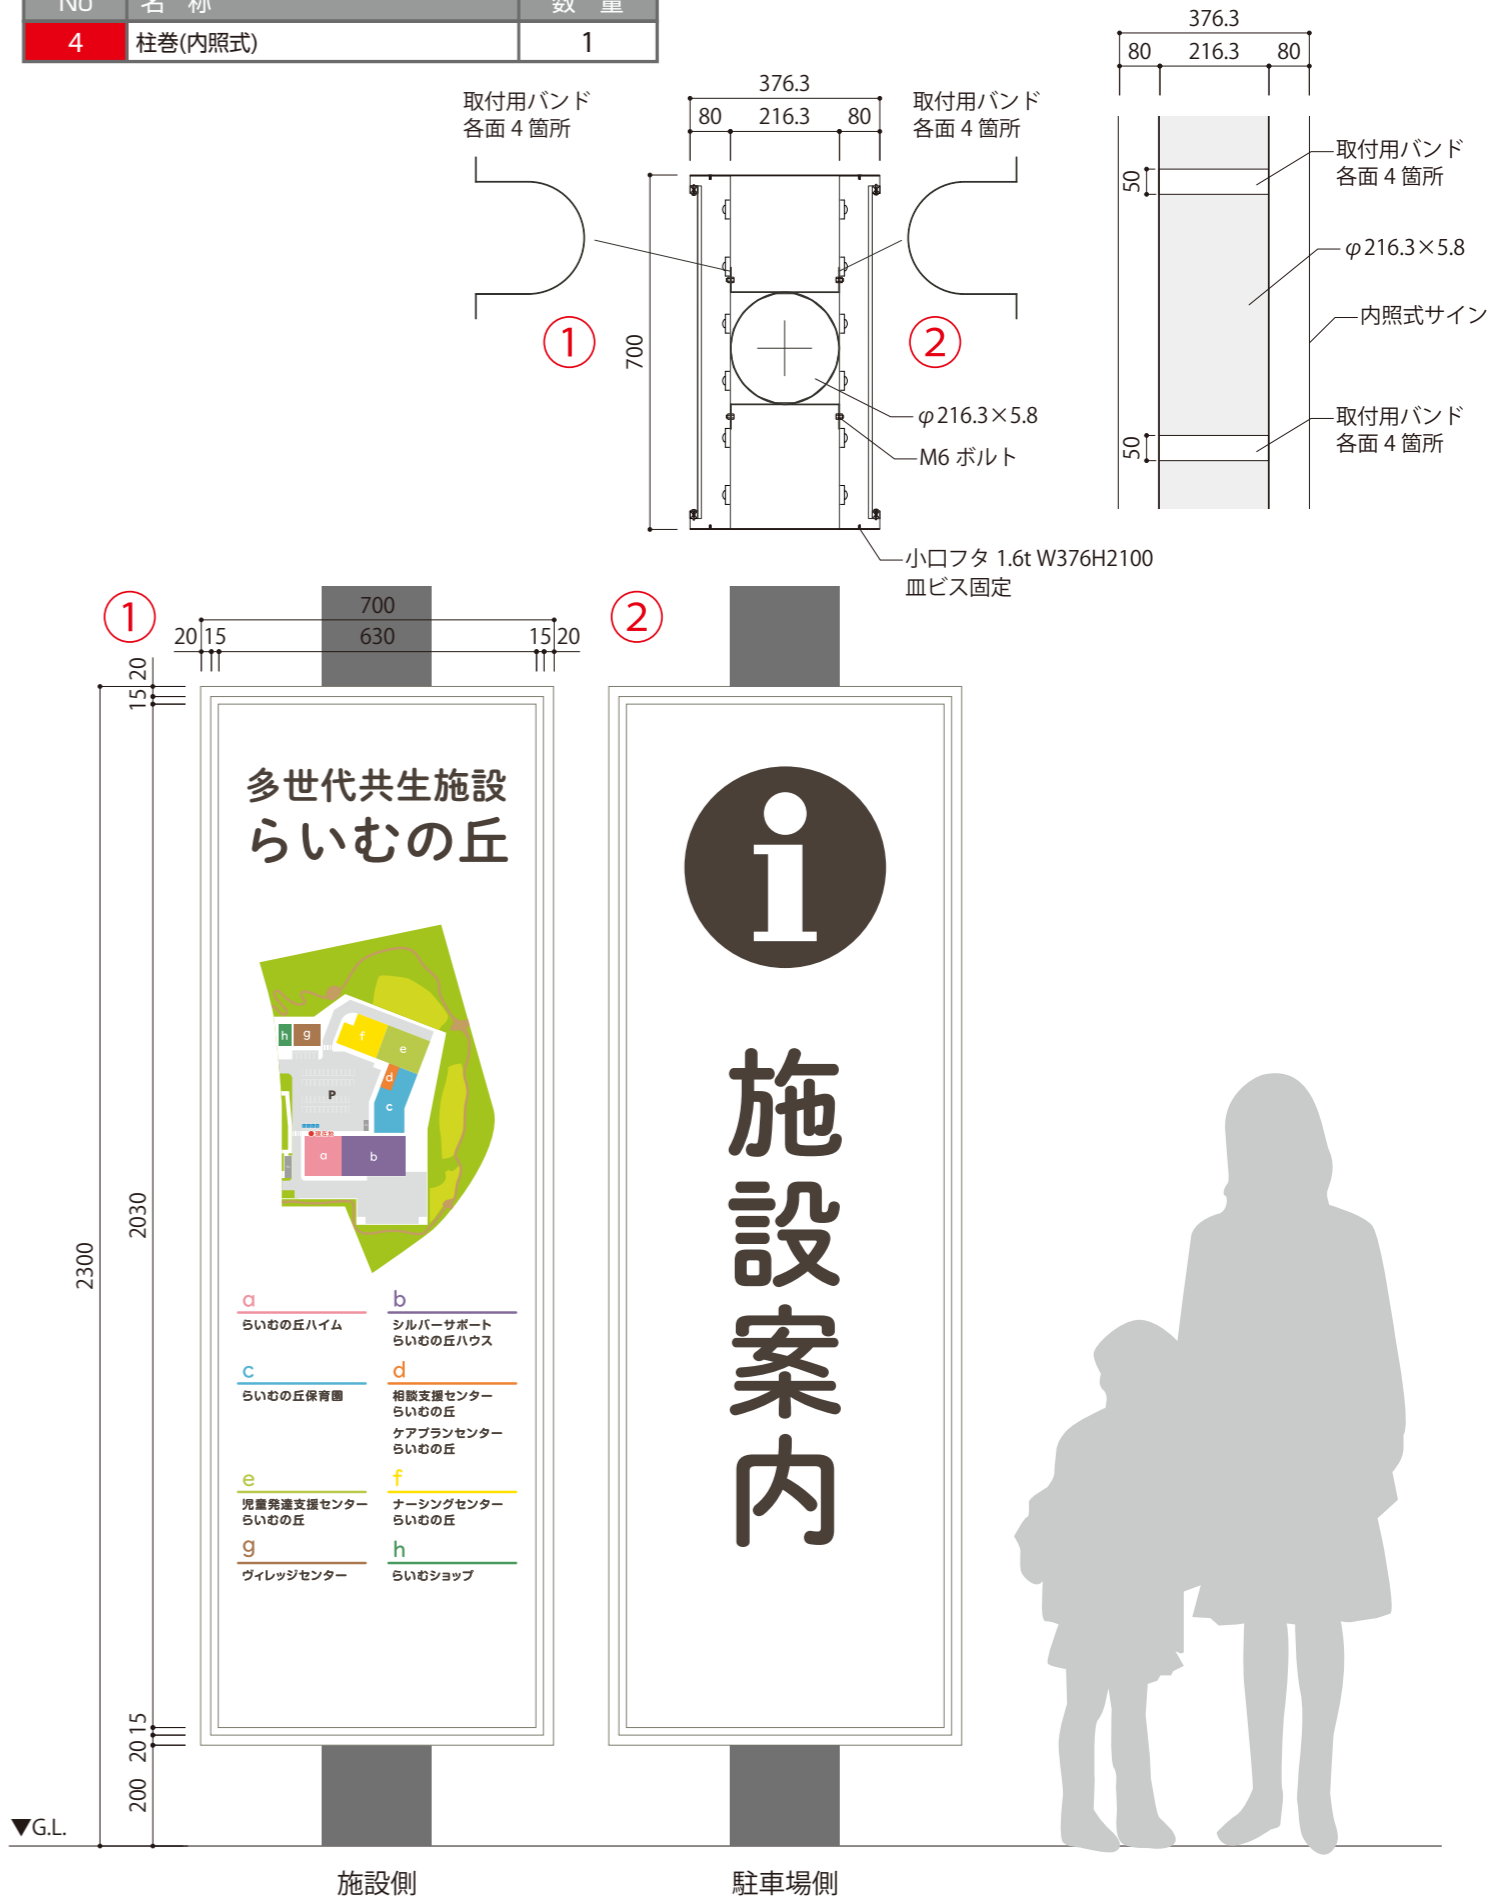 No 名 称 数 量
4 柱巻(内照式) 1
376.3
80 216.3 80
取付用バンド
各面 4 箇所
376.3
80 216.3 80
取付用バンド
各面 4 箇所
700
①
②
φ216.3×5.8
M6 ボルト
小口フタ 1.6t W376H2100
皿ビス固定
50
取付用バンド
各面 4 箇所
φ216.3×5.8
内照式サイン
50
取付用バンド
各面 4 箇所
①
700
20 15 630 15 20
20
15
2030
2300
15
20
200
▼G.L.
多世代共生施設
らいむの丘
h g f e
d
P
c
現在地
a b
a
らいむの丘ハイム
b
シルバーサポート
らいむの丘ハウス
c
らいむの丘保育園
d
相談支援センター
らいむの丘
ケアプランセンター
らいむの丘
e
児童発達支援センター
らいむの丘
f
ナーシングセンター
らいむの丘
g
ヴィレッジセンター
h
らいむショップ
施設側
②
i
施設案内
駐車場側